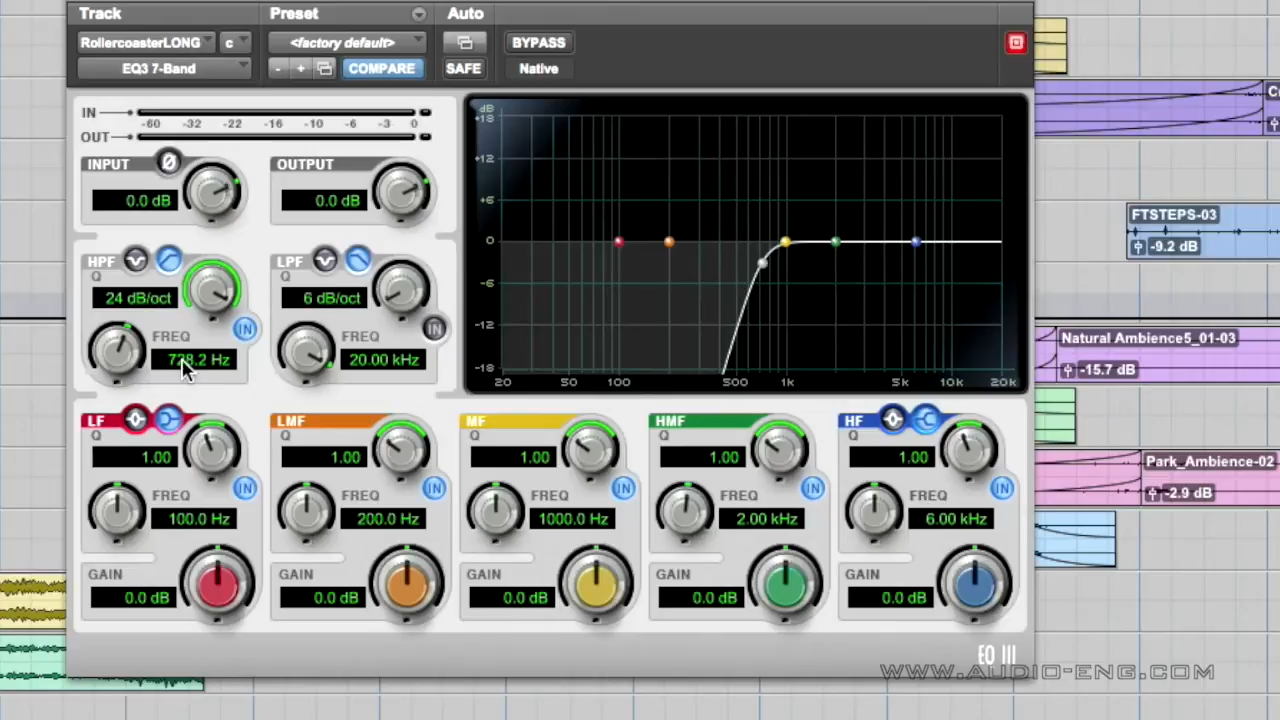 Track Preset Auto
RollercoasterLONG c <factory default> BYPASS
EQ3 7-Band - + COMPARE SAFE Native
IN
-60 -32 -22 -16 -10 -6 -3 0
OUT
INPUT OUTPUT
0.0 dB 0.0 dB
HPF LPF
Q Q
24 dB/oct 6 dB/oct
IN IN
FREQ FREQ
728.2 Hz 20.00 kHz
dB
+18
+12
+6
0
-6
-12
-18
20 50 100 500 1k 5k 10k 20k
LF LMF MF HMF HF
Q Q Q Q Q
1.00 1.00 1.00 1.00 1.00
IN IN IN IN IN
FREQ FREQ FREQ FREQ FREQ
100.0 Hz 200.0 Hz 1000.0 Hz 2.00 kHz 6.00 kHz
GAIN GAIN GAIN GAIN GAIN
0.0 dB 0.0 dB 0.0 dB 0.0 dB 0.0 dB
EQ III
WWW.AUDIO-ENG.COM
FTSTEPS-03
-9.2 dB
Natural Ambience5_01-03
-15.7 dB
Park_Ambience-02
-2.9 dB